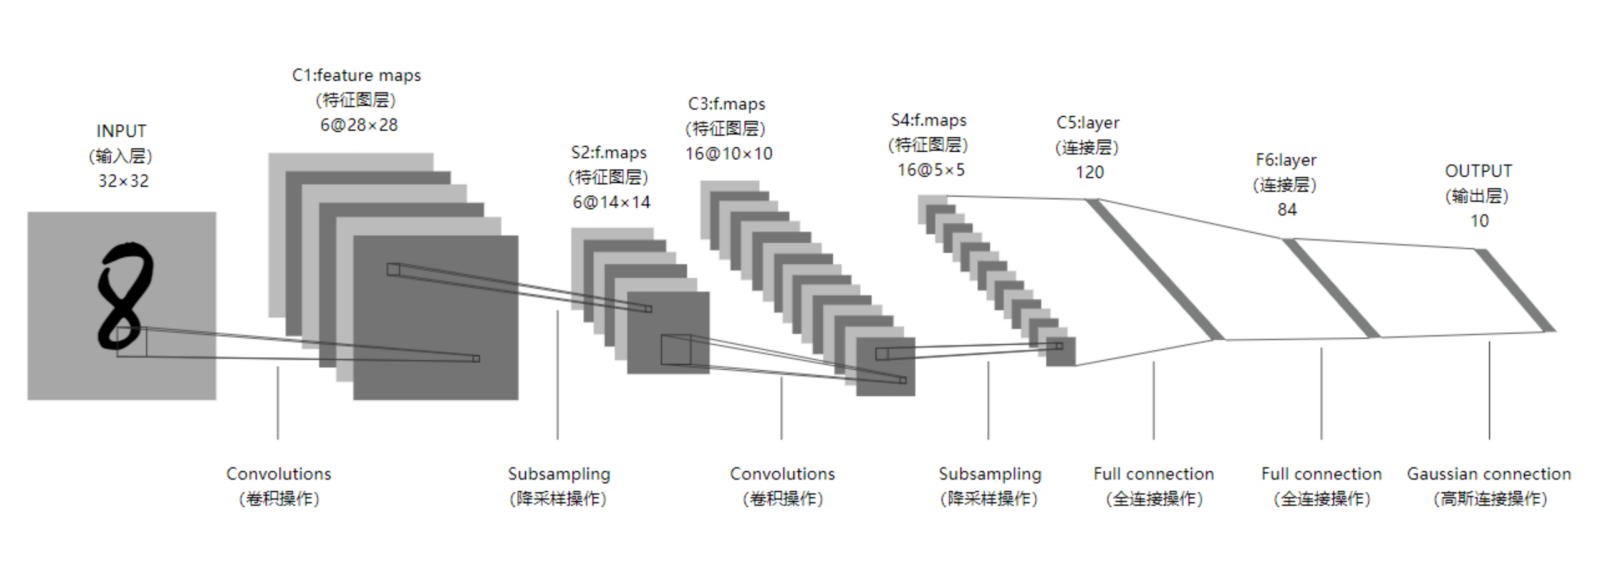 INPUT
(输入层)
32×32
C1:feature maps
(特征图层)
6@28×28
S2:f.maps
(特征图层)
6@14×14
C3:f.maps
(特征图层)
16@10×10
S4:f.maps
(特征图层)
16@5×5
C5:layer
(连接层)
120
F6:layer
(连接层)
84
OUTPUT
(输出层)
10
8
Convolutions
(卷积操作)
Subsampling
(降采样操作)
Convolutions
(卷积操作)
Subsampling
(降采样操作)
Full connection
(全连接操作)
Full connection
(全连接操作)
Gaussian connection
(高斯连接操作)